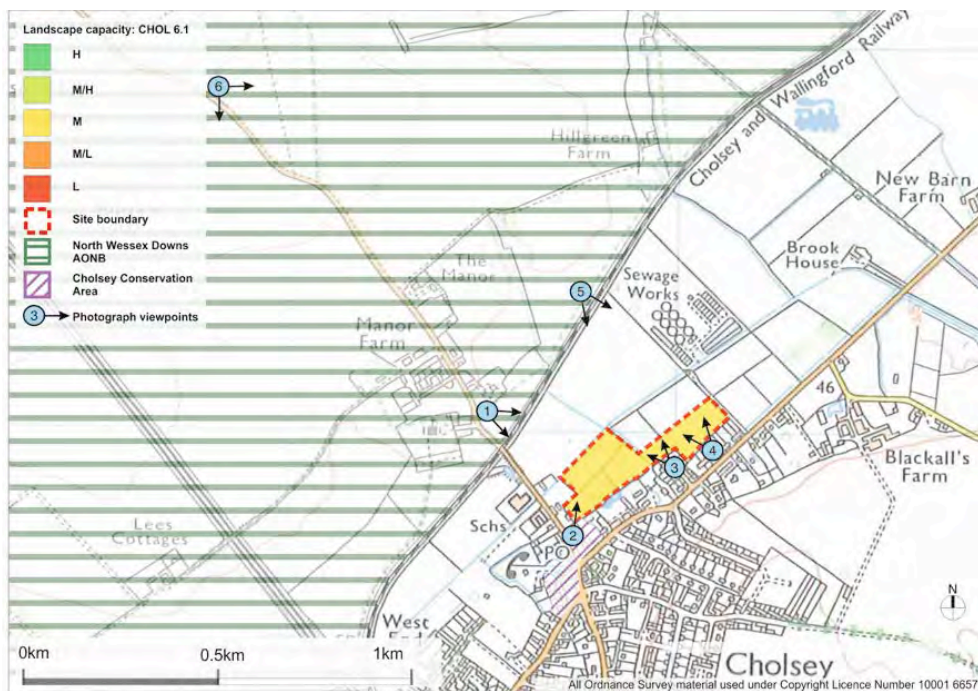 Landscape capacity: CHOL 6.1
H
M/H
M
M/L
L
Site boundary
North Wessex Downs
AONB
Cholsey Conservation
Area
3
Photograph viewpoints
6
Hillgreen
Farm
Cholsey and Wallingford Railway
New Barn
Farm
Brook
House
The
Manor
Sewage
Works
5
Manor
Farm
46
1
4
3
Blackall's
Farm
Lees
Cottages
Schs
2
PO
West
End
N
Cholsey
0km
0.5km
1km
All Ordnance Survey material used under Copyright Licence Number 10001 6657